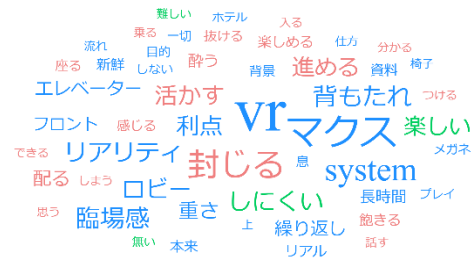 難しい
ホテル
乗る
一切
抜ける
入る
仕方
流れ
目的
楽しめる
分かる
座る
新鮮
しない
酔う
背景
進める
資料
椅子
エレベーター
活かす
vr
背もたれ
つける
フロント
感じる
利点
マクス
楽しい
できる
リアリティ
封じる
息
system
メガネ
配る
しよう
ロビー
しにくい
長時間
プレイ
思う
臨場感
重さ
上
繰り返し
飽きる
無い
本来
リアル
話す